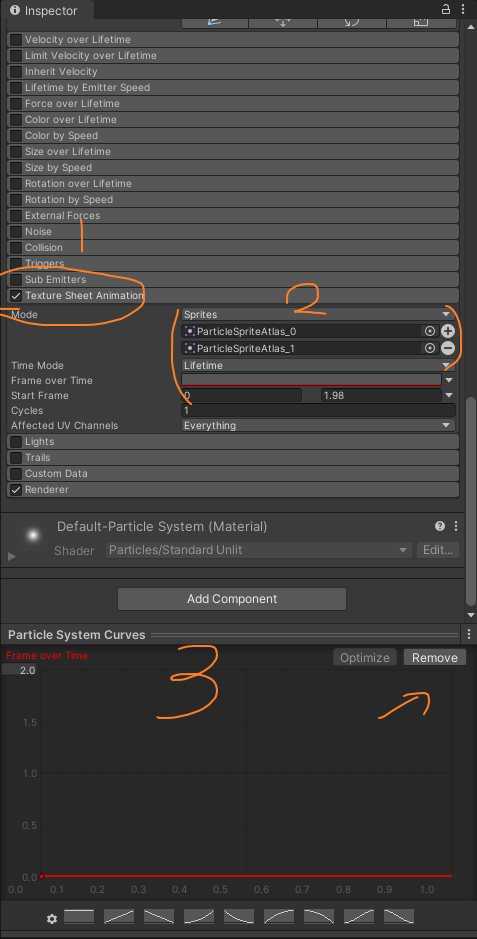 Inspector
Velocity over Lifetime
Limit Velocity over Lifetime
Inherit Velocity
Lifetime by Emitter Speed
Force over Lifetime
Color over Lifetime
Color by Speed
Size over Lifetime
Size by Speed
Rotation over Lifetime
Rotation by Speed
External Forces
Noise
Collision
Triggers
Sub Emitters
1
Texture Sheet Animation
2
Mode Sprites
ParticleSpriteAtlas_0
ParticleSpriteAtlas_1
Time Mode Lifetime
Frame over Time
Start Frame 0 1.98
Cycles 1
Affected UV Channels Everything
Lights
Trails
Custom Data
Renderer
Default-Particle System (Material)
Shader Particles/Standard Unlit Edit...
Add Component
Particle System Curves
3
Frame over Time Optimize Remove
2.0
1.5
1.0
0.5
0.0
0.0 0.1 0.2 0.3 0.4 0.5 0.6 0.7 0.8 0.9 1.0